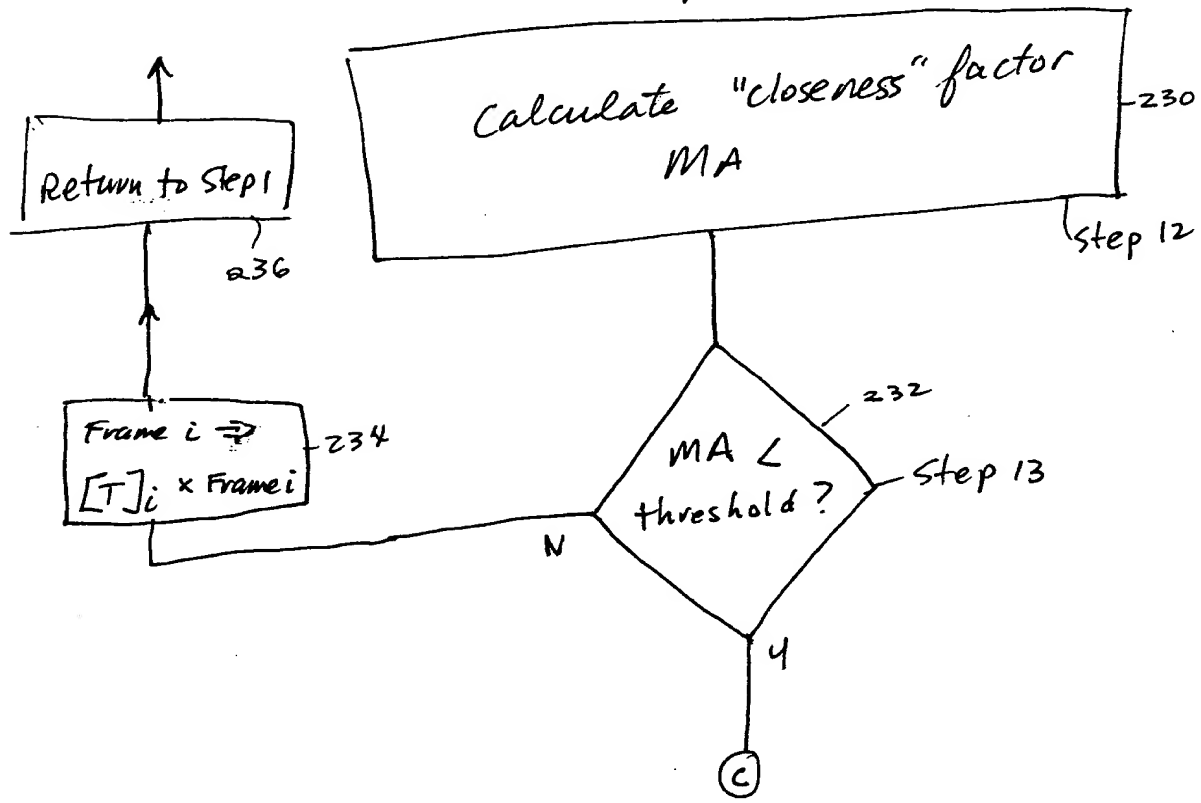 Calculate "closeness" factor
MA
230
Step 12
Return to Step 1
236
Frame i ⇒
[T]i × Frame i
234
MA <
threshold?
232
Step 13
N
Y
C